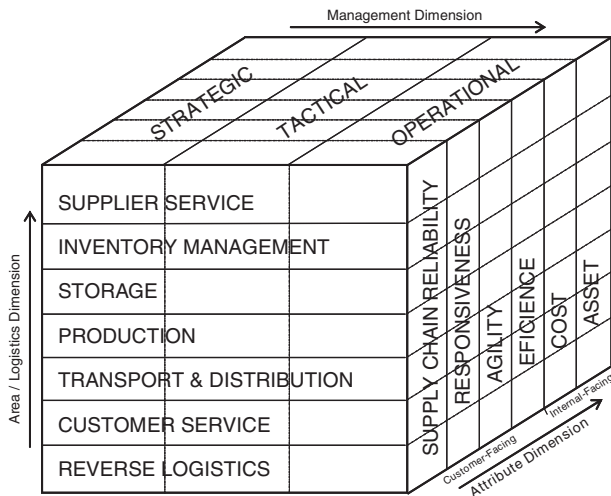 Management Dimension
STRATEGIC
TACTICAL
OPERATIONAL
Area / Logistics Dimension
SUPPLIER SERVICE
INVENTORY MANAGEMENT
STORAGE
PRODUCTION
TRANSPORT & DISTRIBUTION
CUSTOMER SERVICE
REVERSE LOGISTICS
SUPPLY CHAIN RELIABILITY
RESPONSIVENESS
AGILITY
EFICIENCE
COST
ASSET
Customer-Facing
Internal-Facing
Attribute Dimension